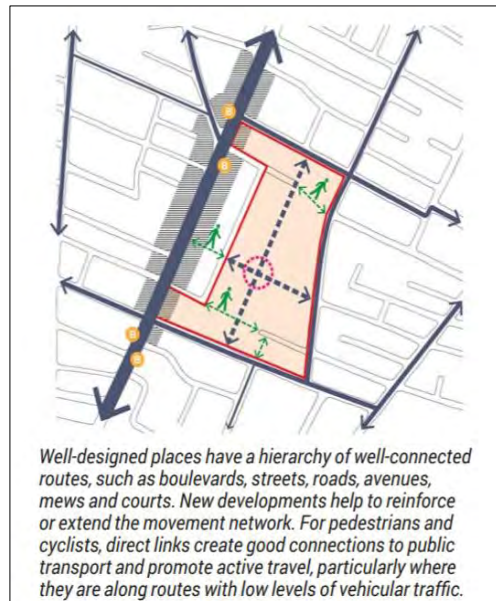 B
B
B
B
Well-designed places have a hierarchy of well-connected
routes, such as boulevards, streets, roads, avenues,
mews and courts. New developments help to reinforce
or extend the movement network. For pedestrians and
cyclists, direct links create good connections to public
transport and promote active travel, particularly where
they are along routes with low levels of vehicular traffic.